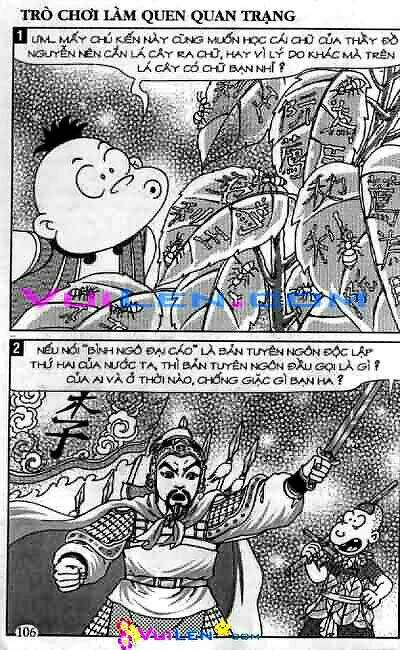 TRÒ CHƠI LÀM QUEN QUAN TRẠNG
1
ƯM.. MẤY CHÚ KIẾN NÀY CŨNG MUỐN HỌC CÁI CHỮ CỦA THẦY ĐỒ
NGUYỄN NÊN CẮN LÁ CÂY RA CHỮ, HAY VÌ LÝ DO KHÁC MÀ TRÊN
LÁ CÂY CÓ CHỮ BẠN NHỈ ?
VUILEN.COM
2
NẾU NÓI "BÌNH NGÔ ĐẠI CÁO" LÀ BẢN TUYÊN NGÔN ĐỘC LẬP
THỨ HAI CỦA NƯỚC TA, THÌ BẢN TUYÊN NGÔN ĐẦU GỌI LÀ GÌ ?
CỦA AI VÀ Ở THỜI NÀO, CHỐNG GIẶC GÌ BẠN HA ?
天
子
106
VUILEN.COM